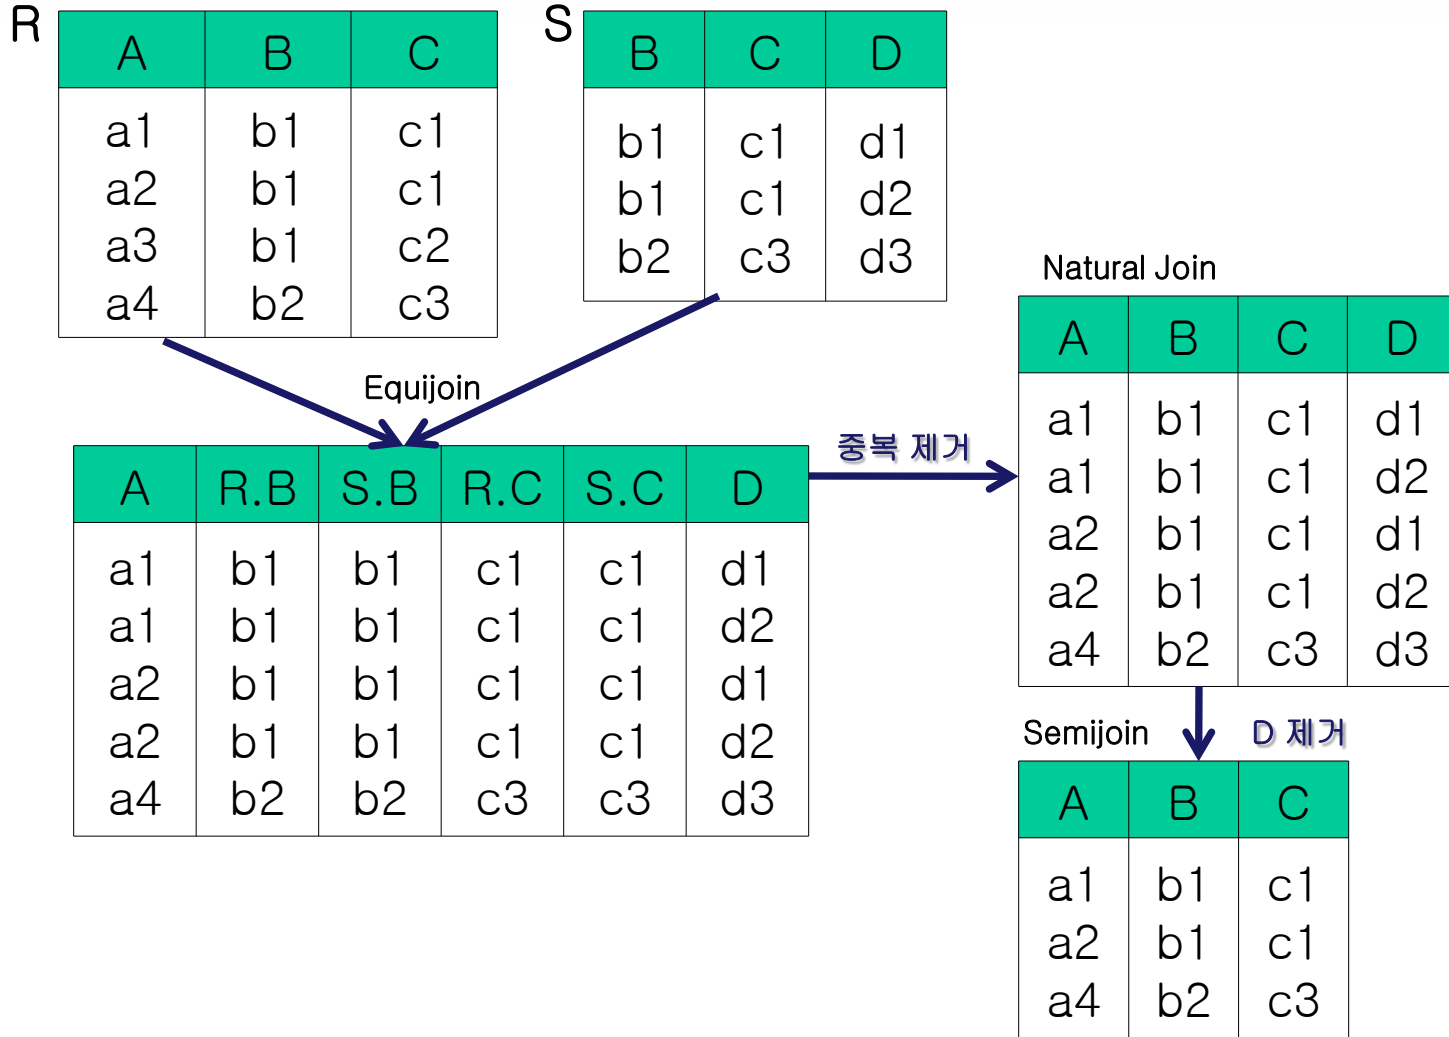 R
A B C
a1 b1 c1
a2 b1 c1
a3 b1 c2
a4 b2 c3
S
B C D
b1 c1 d1
b1 c1 d2
b2 c3 d3
Equijoin
A R.B S.B R.C S.C D
a1 b1 b1 c1 c1 d1
a1 b1 b1 c1 c1 d2
a2 b1 b1 c1 c1 d1
a2 b1 b1 c1 c1 d2
a4 b2 b2 c3 c3 d3
중복 제거
Natural Join
A B C D
a1 b1 c1 d1
a1 b1 c1 d2
a2 b1 c1 d1
a2 b1 c1 d2
a4 b2 c3 d3
Semijoin D 제거
A B C
a1 b1 c1
a2 b1 c1
a4 b2 c3